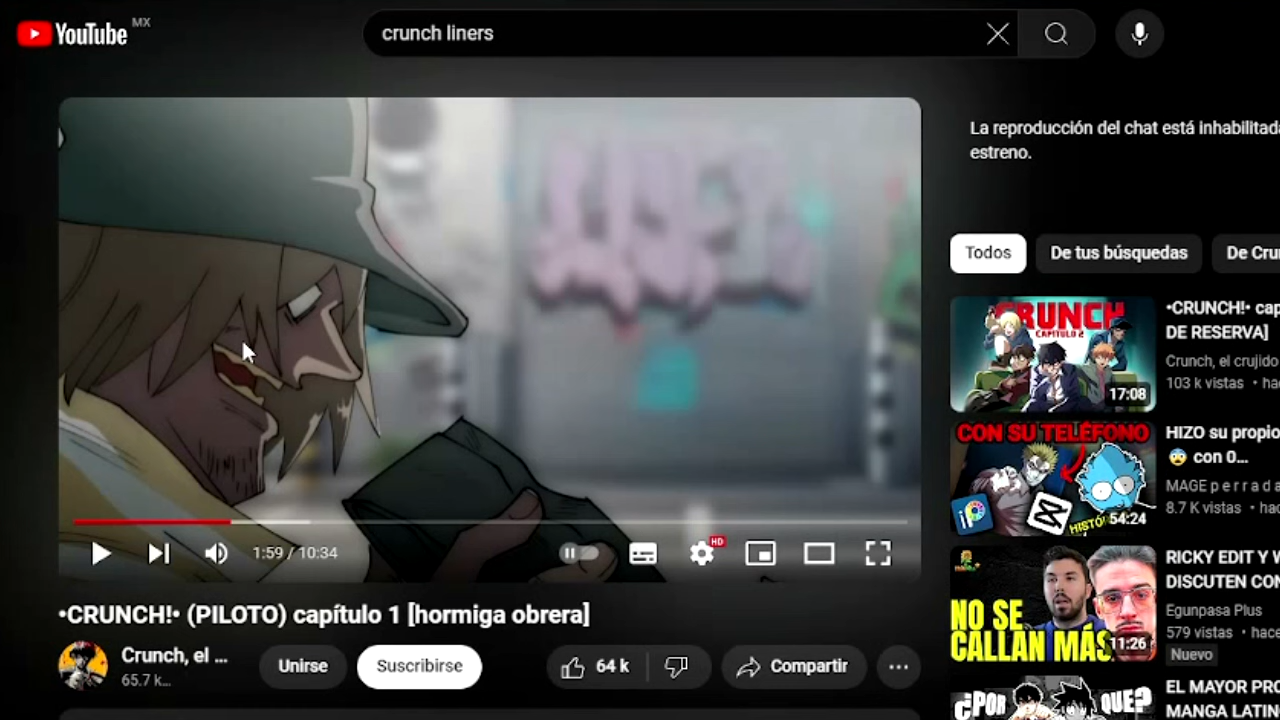 YouTube MX
crunch liners
La reproducción del chat está inhabilitada
estreno.
Todos
De tus búsquedas
De Cru
HD
1:59 / 10:34
•CRUNCH!• (PILOTO) capítulo 1 [hormiga obrera]
Crunch, el ...
65.7 k...
Unirse
Suscribirse
64 k
Compartir
CRUNCH
CAPITULO 2
17:08
•CRUNCH!• cap
DE RESERVA]
Crunch, el crujido
103 k vistas • hac
CON SU TELÉFONO
HISTÓ
54:24
HIZO su propio
😨 con 0...
MAGE p e r r a d a
8.7 K vistas • hac
NO SE
CALLAN MÁS
11:26
RICKY EDIT Y W
DISCUTEN CON
Egunpasa Plus
579 vistas • hace
Nuevo
¿POR QUE?
EL MAYOR PRO
MANGA LATIN